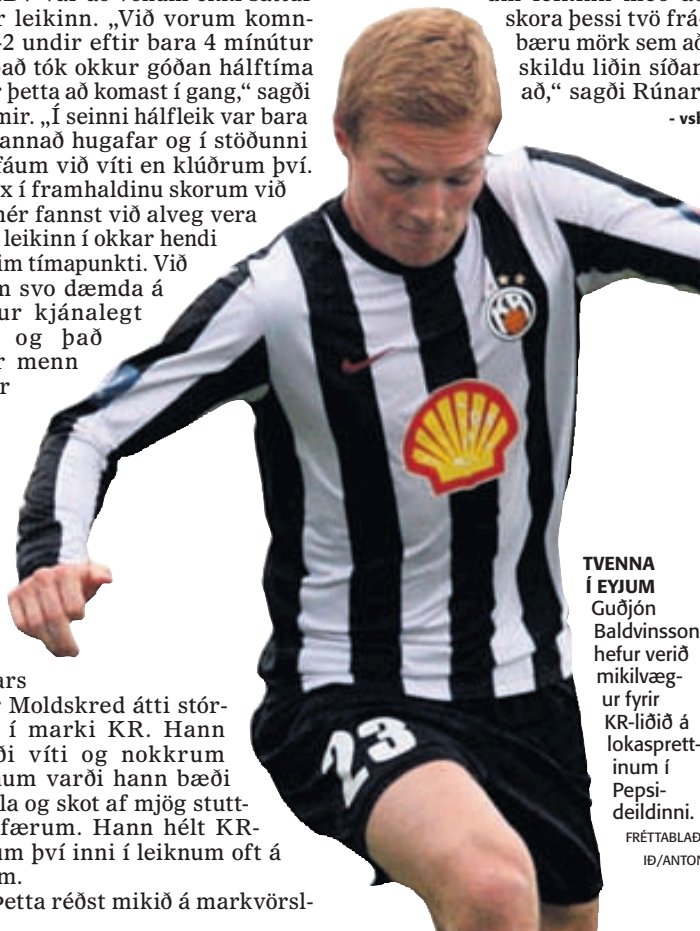 r leikinn. „Við vorum komn-
-2 undir eftir bara 4 mínútur
það tók okkur góðan hálftíma
r þetta að komast í gang,“ sagði
mir. „Í seinni hálfleik var bara
annað hugafar og í stöðunni
fáum við víti en klúðrum því.
x í framhaldinu skorum við
mér fannst við alveg vera
leikinn í okkar hendi
im tímapunkti. Við
m svo dæmda á
ur kjánalegt
og það
r menn
r
ars
r Moldskred átti stór-
í marki KR. Hann
ði víti og nokkrum
num varði hann bæði
la og skot af mjög stutt-
færum. Hann hélt KR-
um því inni í leiknum oft á
m.
Þetta réðst mikið á markvörsl-
skora þessi tvö frá-
bæru mörk sem að
skildu liðin síðan
að,“ sagði Rúnar.
- vsh
KR
23
TVENNA
Í EYJUM
Guðjón
Baldvinsson
hefur verið
mikilvæg-
ur fyrir
KR-liðið á
lokasprett-
inum í
Pepsi-
deildinni.
FRÉTTABLAÐ-
IÐ/ANTON